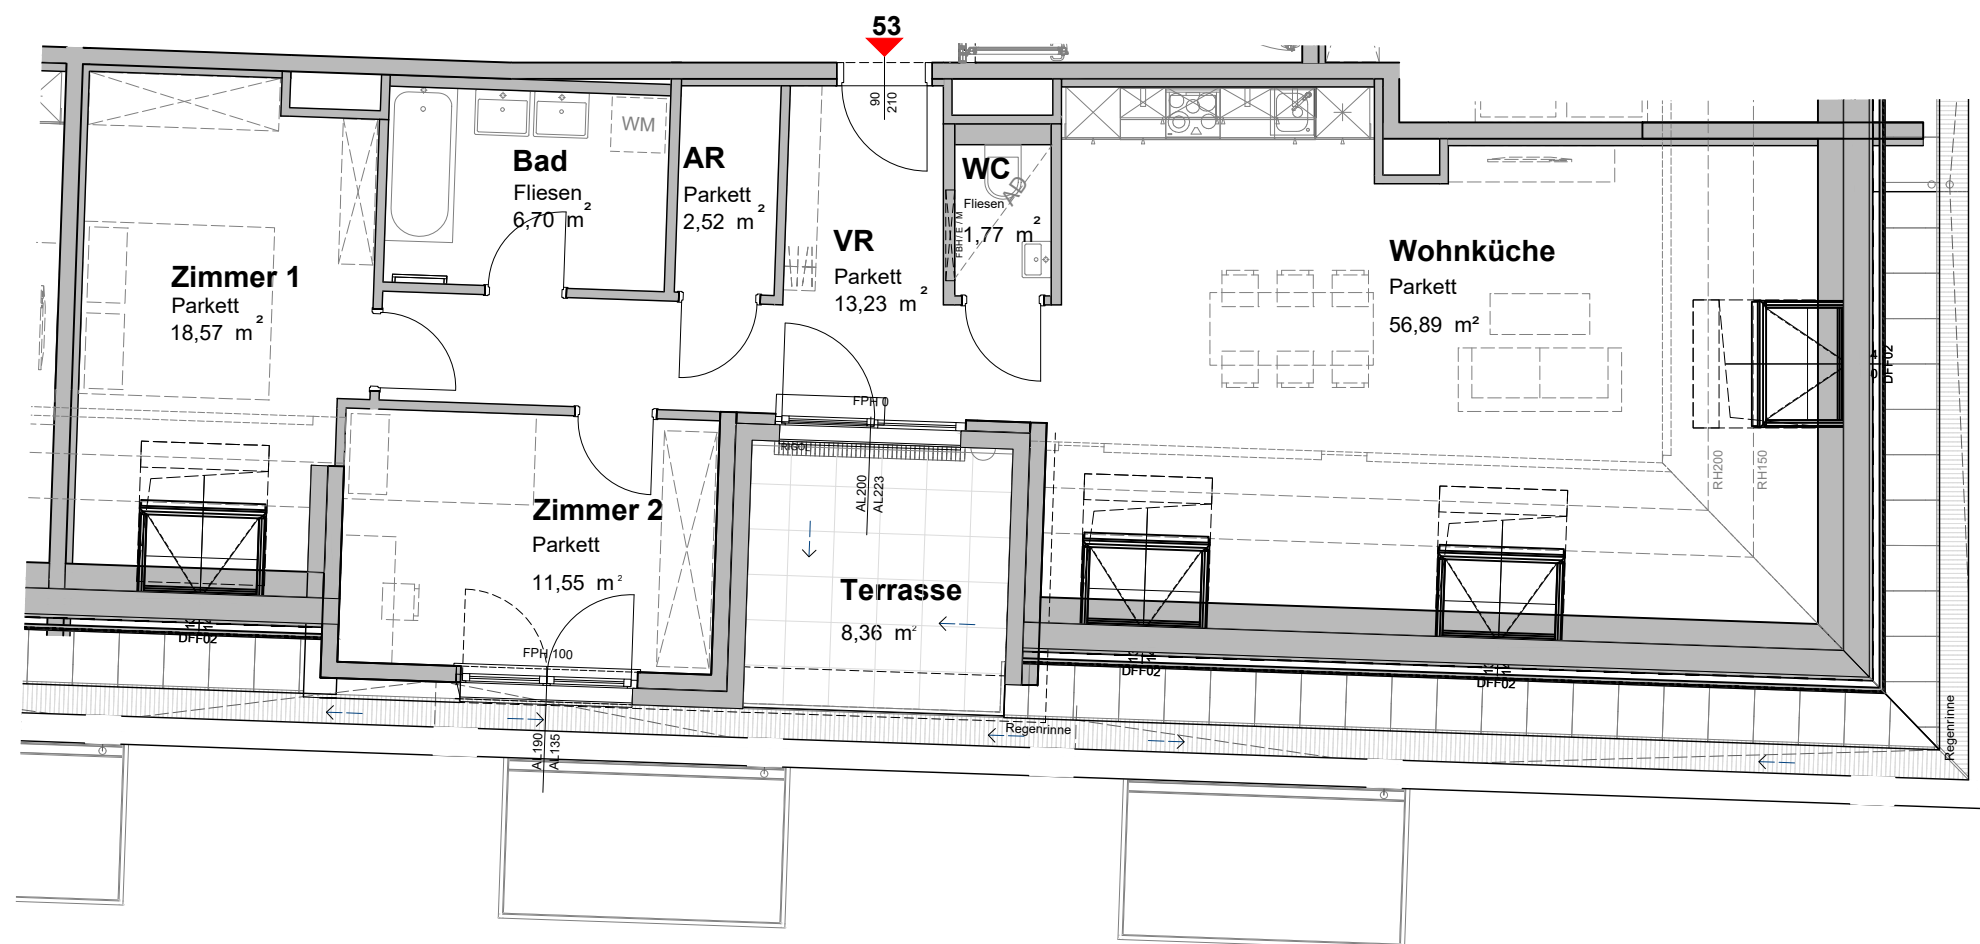 53
90
210
WM
Bad
Fliesen
6,70 m²
AR
Parkett
2,52 m²
VR
Parkett
13,23 m²
WC
AD
Fliesen
1,77 m²
FBH / E / M
Wohnküche
Parkett
56,89 m²
Zimmer 1
Parkett
18,57 m²
FPH 0
RIGOL
AL200
AL223
RH200
RH150
DFF02
Zimmer 2
Parkett
11,55 m²
FPH 100
Terrasse
8,36 m²
DFF02
DFF02
DFF02
AL190
AL135
Regenrinne
Regenrinne